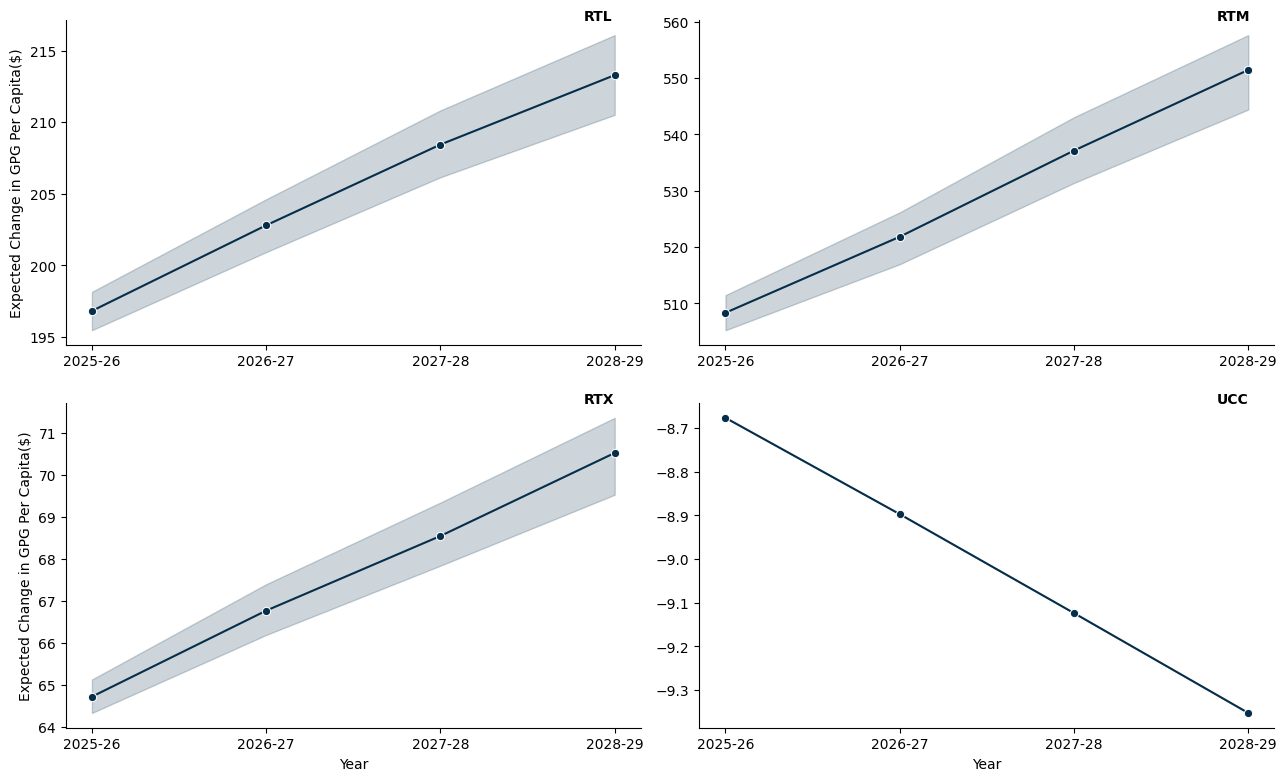 RTL
Expected Change in GPG Per Capita($)
215
210
205
200
195
2025-26 2026-27 2027-28 2028-29
RTM
560
550
540
530
520
510
2025-26 2026-27 2027-28 2028-29
RTX
Expected Change in GPG Per Capita($)
71
70
69
68
67
66
65
64
2025-26 2026-27 2027-28 2028-29
Year
UCC
−8.7
−8.8
−8.9
−9.0
−9.1
−9.2
−9.3
2025-26 2026-27 2027-28 2028-29
Year